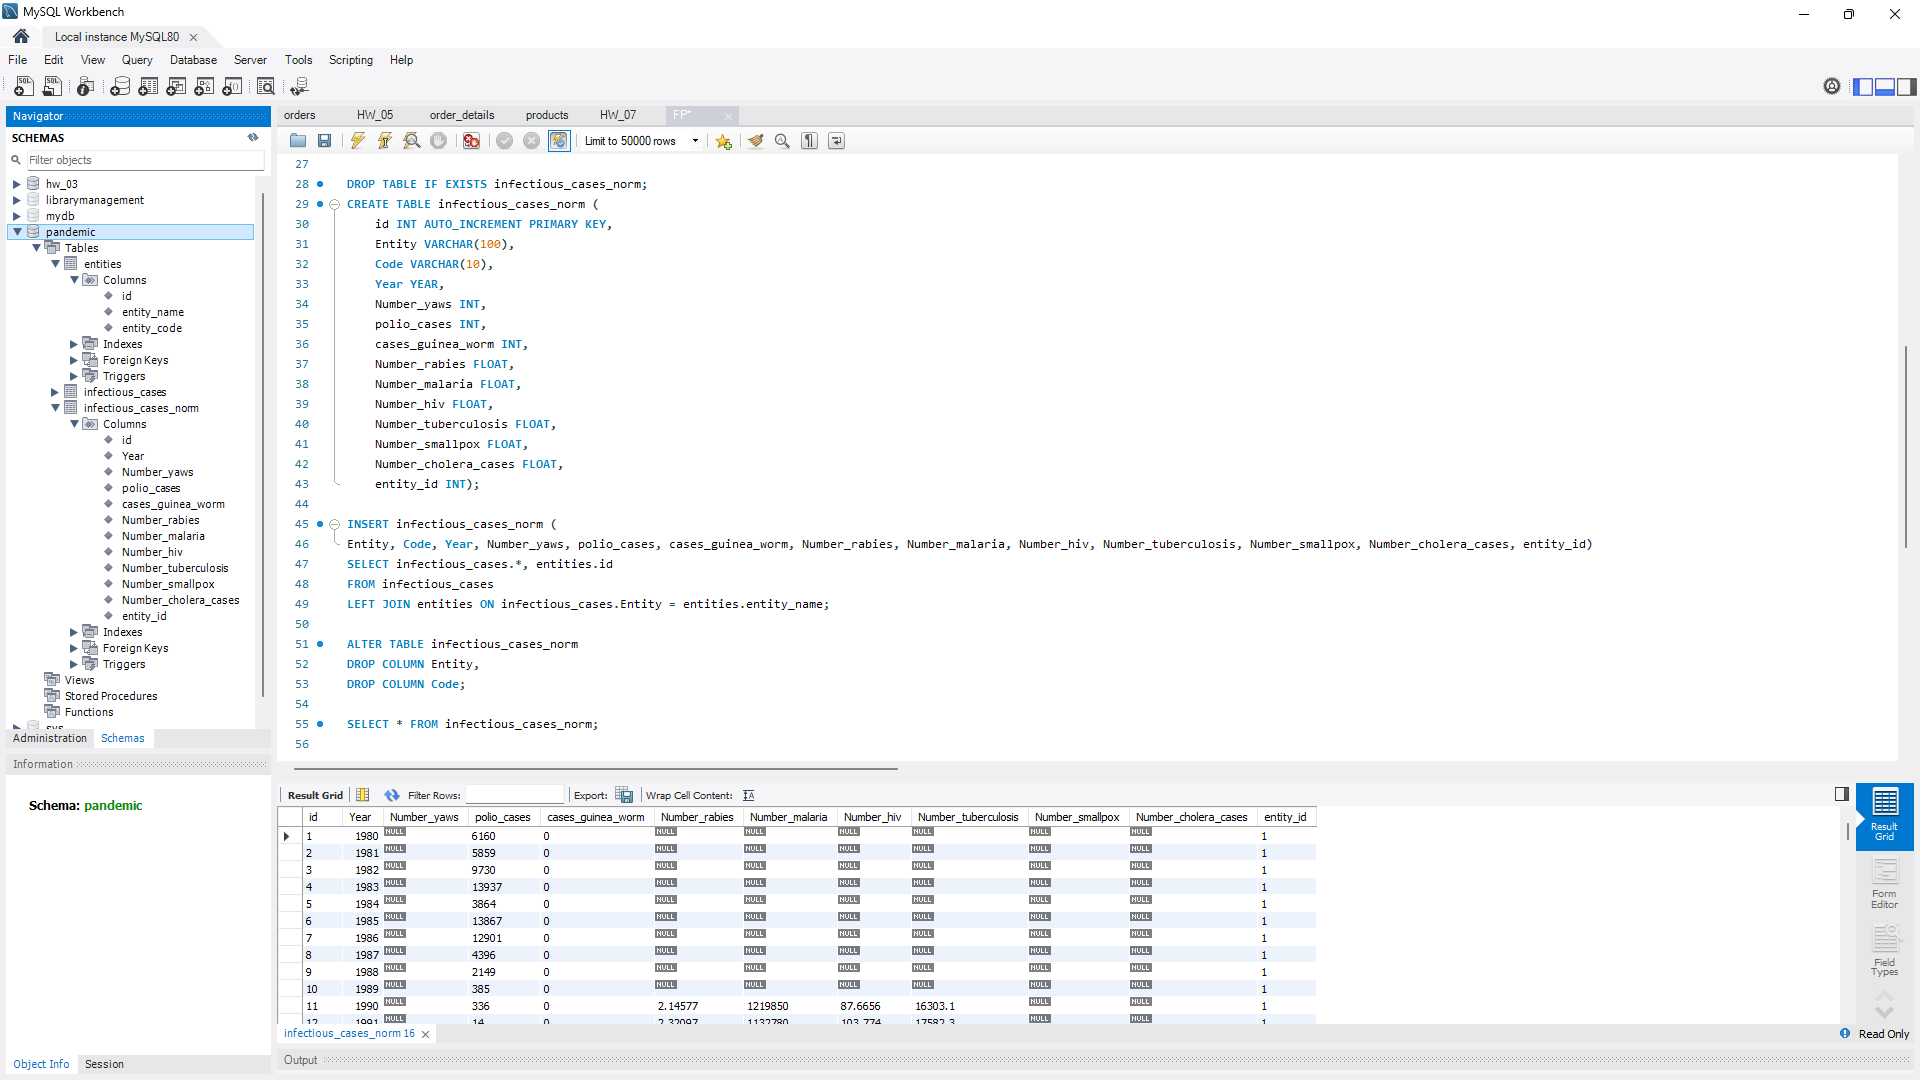 MySQL Workbench
Local instance MySQL80
File Edit View Query Database Server Tools Scripting Help
Navigator
SCHEMAS
Filter objects
hw_03
librarymanagement
mydb
pandemic
Tables
entities
Columns
id
entity_name
entity_code
Indexes
Foreign Keys
Triggers
infectious_cases
infectious_cases_norm
Columns
id
Year
Number_yaws
polio_cases
cases_guinea_worm
Number_rabies
Number_malaria
Number_hiv
Number_tuberculosis
Number_smallpox
Number_cholera_cases
entity_id
Indexes
Foreign Keys
Triggers
Views
Stored Procedures
Functions
sys
Administration Schemas
Information
Schema: pandemic
Object Info Session
orders HW_05 order_details products HW_07 FP*
Limit to 50000 rows
27
28 DROP TABLE IF EXISTS infectious_cases_norm;
29 CREATE TABLE infectious_cases_norm (
30 id INT AUTO_INCREMENT PRIMARY KEY,
31 Entity VARCHAR(100),
32 Code VARCHAR(10),
33 Year YEAR,
34 Number_yaws INT,
35 polio_cases INT,
36 cases_guinea_worm INT,
37 Number_rabies FLOAT,
38 Number_malaria FLOAT,
39 Number_hiv FLOAT,
40 Number_tuberculosis FLOAT,
41 Number_smallpox FLOAT,
42 Number_cholera_cases FLOAT,
43 entity_id INT);
44
45 INSERT infectious_cases_norm (
46 Entity, Code, Year, Number_yaws, polio_cases, cases_guinea_worm, Number_rabies, Number_malaria, Number_hiv, Number_tuberculosis, Number_smallpox, Number_cholera_cases, entity_id)
47 SELECT infectious_cases.*, entities.id
48 FROM infectious_cases
49 LEFT JOIN entities ON infectious_cases.Entity = entities.entity_name;
50
51 ALTER TABLE infectious_cases_norm
52 DROP COLUMN Entity,
53 DROP COLUMN Code;
54
55 SELECT * FROM infectious_cases_norm;
56
Result Grid Filter Rows: Export: Wrap Cell Content: IA
id Year Number_yaws polio_cases cases_guinea_worm Number_rabies Number_malaria Number_hiv Number_tuberculosis Number_smallpox Number_cholera_cases entity_id
1 1980 NULL 6160 0 NULL NULL NULL NULL NULL NULL 1
2 1981 NULL 5859 0 NULL NULL NULL NULL NULL NULL 1
3 1982 NULL 9730 0 NULL NULL NULL NULL NULL NULL 1
4 1983 NULL 13937 0 NULL NULL NULL NULL NULL NULL 1
5 1984 NULL 3864 0 NULL NULL NULL NULL NULL NULL 1
6 1985 NULL 13867 0 NULL NULL NULL NULL NULL NULL 1
7 1986 NULL 12901 0 NULL NULL NULL NULL NULL NULL 1
8 1987 NULL 4396 0 NULL NULL NULL NULL NULL NULL 1
9 1988 NULL 2149 0 NULL NULL NULL NULL NULL NULL 1
10 1989 NULL 385 0 NULL NULL NULL NULL NULL NULL 1
11 1990 NULL 336 0 2.14577 1219850 87.6656 16303.1 NULL NULL 1
12 1991 NULL 14 0 2.32097 1132780 103.774 17582.3 NULL NULL 1
infectious_cases_norm 16
Result
Grid
Form
Editor
Field
Types
Read Only
Output